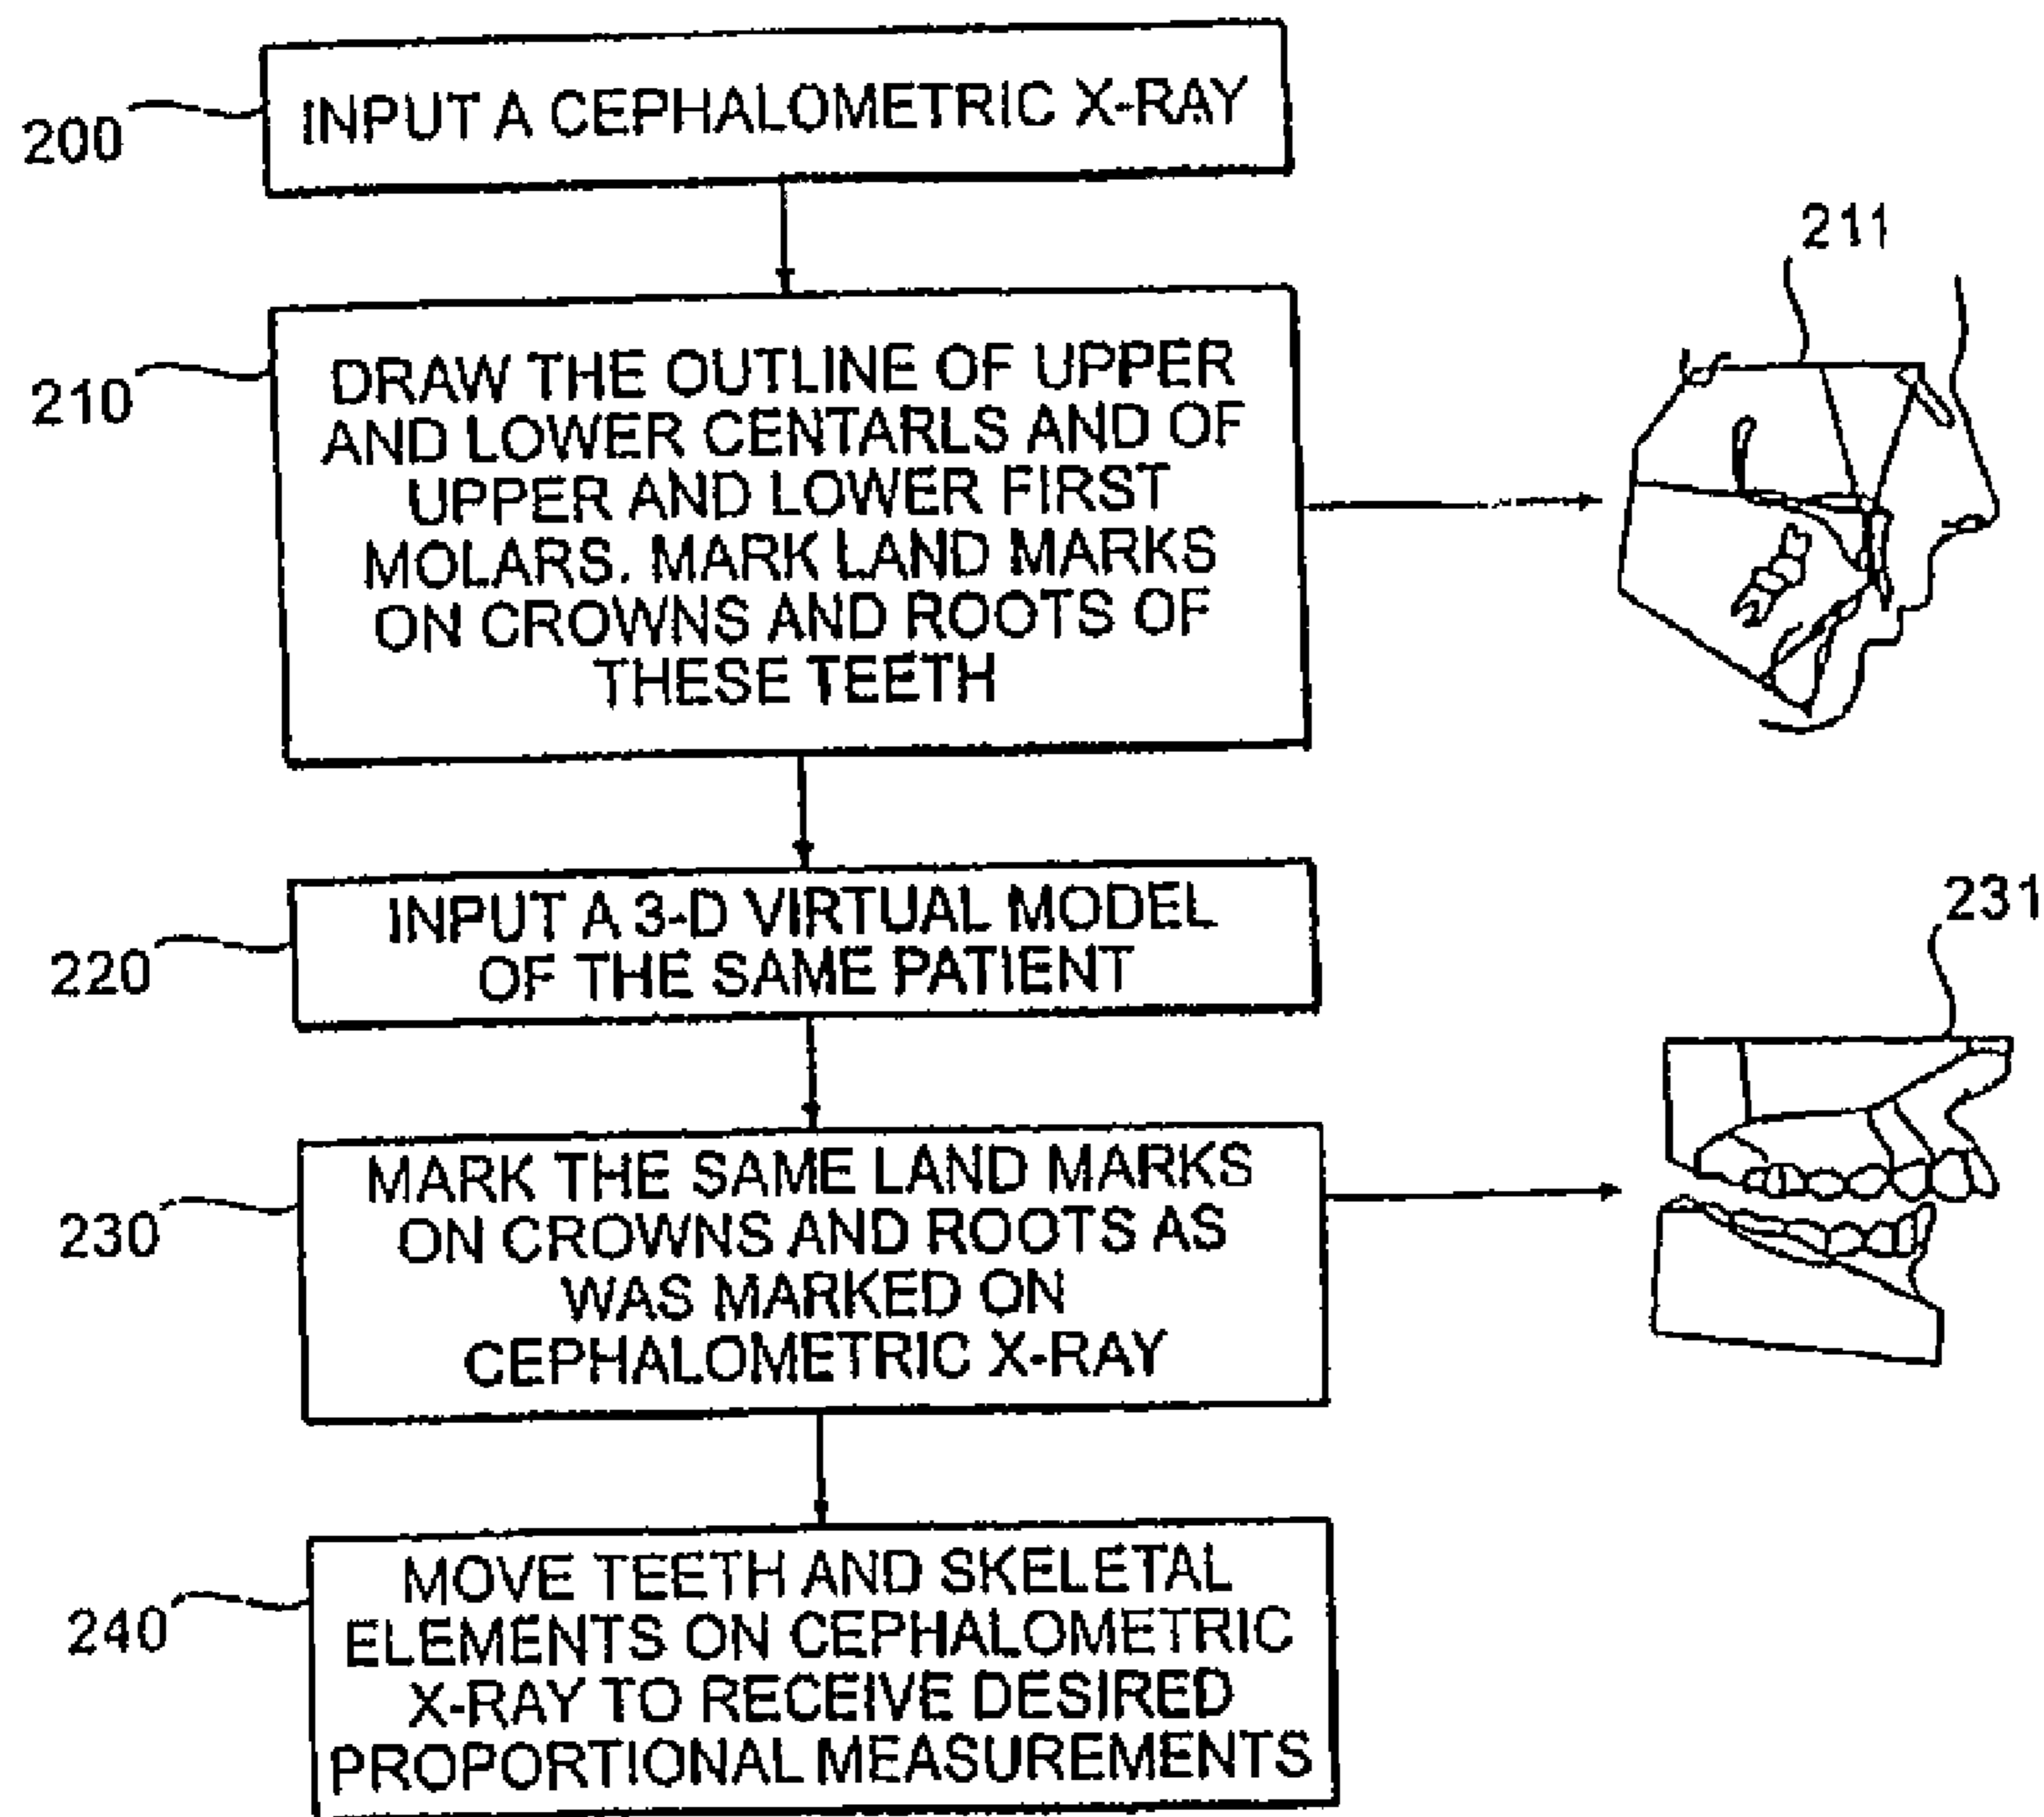 200
INPUT A CEPHALOMETRIC X-RAY
211
210
DRAW THE OUTLINE OF UPPER
AND LOWER CENTARLS AND OF
UPPER AND LOWER FIRST
MOLARS. MARK LAND MARKS
ON CROWNS AND ROOTS OF
THESE TEETH
220
INPUT A 3-D VIRTUAL MODEL
OF THE SAME PATIENT
231
230
MARK THE SAME LAND MARKS
ON CROWNS AND ROOTS AS
WAS MARKED ON
CEPHALOMETRIC X-RAY
240
MOVE TEETH AND SKELETAL
ELEMENTS ON CEPHALOMETRIC
X-RAY TO RECEIVE DESIRED
PROPORTIONAL MEASUREMENTS